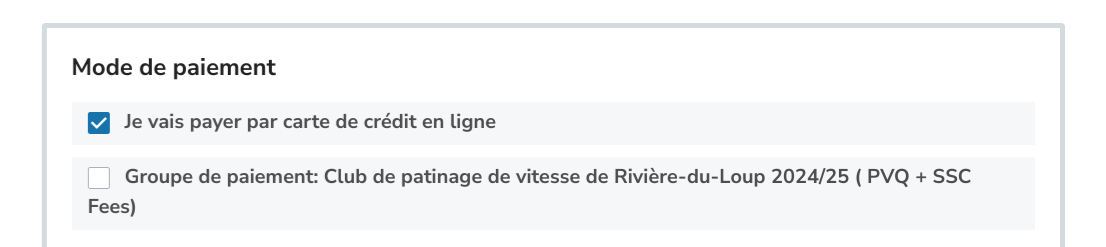 Mode de paiement
Je vais payer par carte de crédit en ligne
Groupe de paiement: Club de patinage de vitesse de Rivière-du-Loup 2024/25 ( PVQ + SSC
Fees)